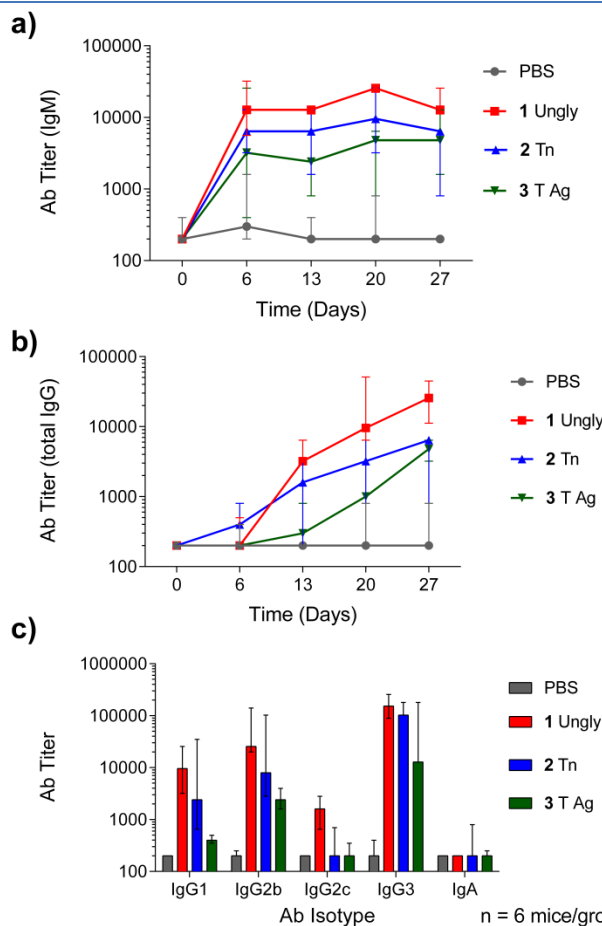 a)
Ab Titer (IgM)
100000
10000
1000
100
0 6 13 20 27
Time (Days)
PBS
1 Ungly
2 Tn
3 T Ag
b)
Ab Titer (total IgG)
100000
10000
1000
100
0 6 13 20 27
Time (Days)
PBS
1 Ungly
2 Tn
3 T Ag
c)
Ab Titer
1000000
100000
10000
1000
100
IgG1 IgG2b IgG2c IgG3 IgA
Ab Isotype
PBS
1 Ungly
2 Tn
3 T Ag
n = 6 mice/gro